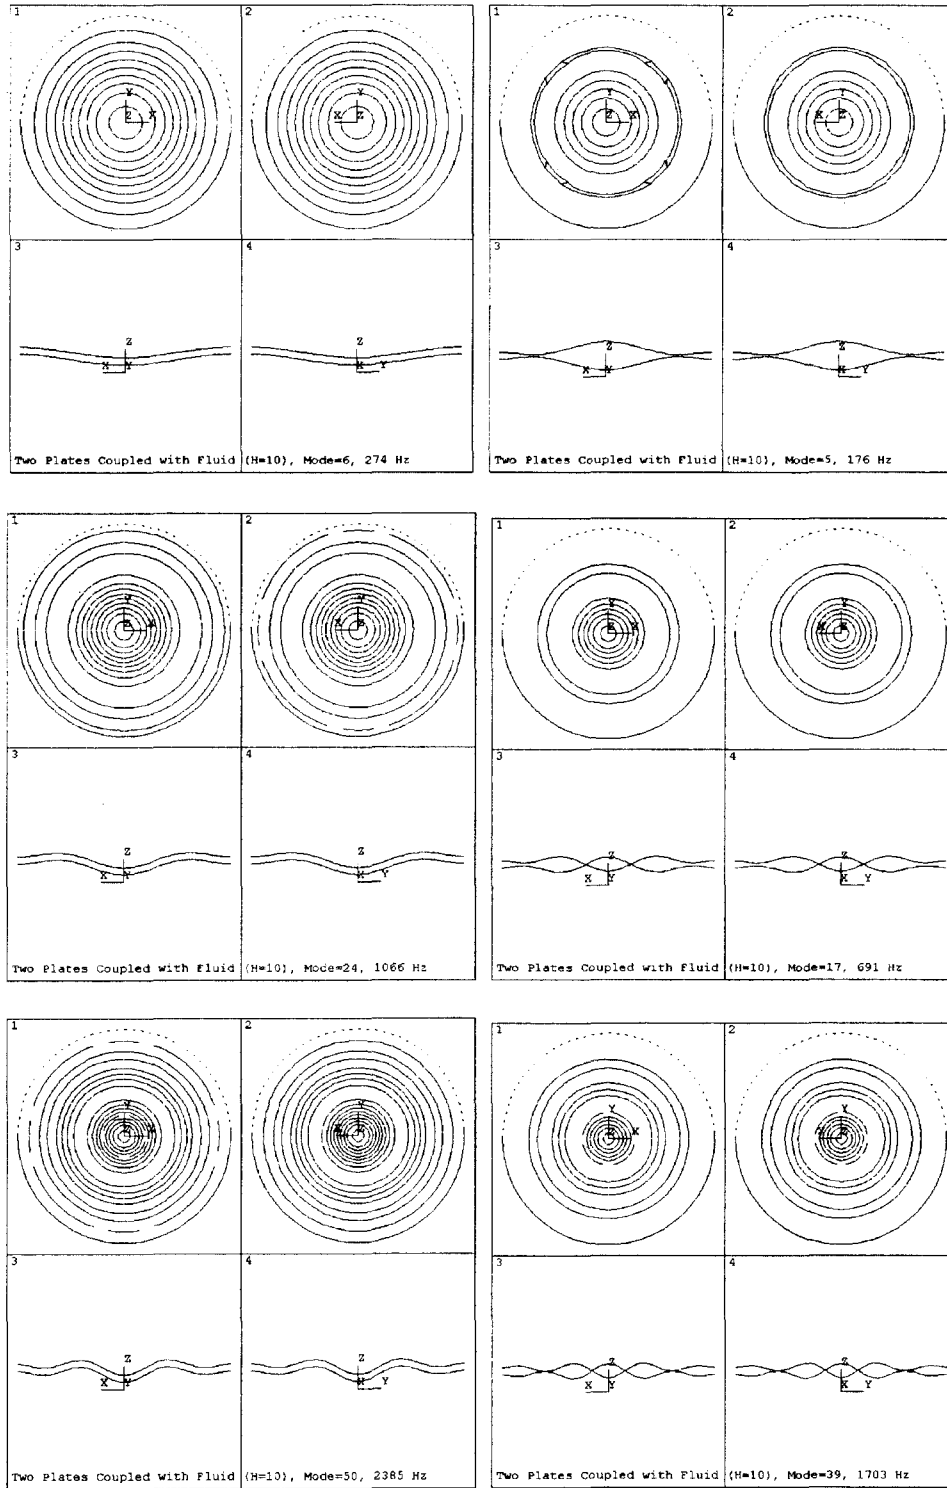 1
2
Y
Y
Z X
X Z
3
4
Z
Z
X Y
X Y
Two Plates Coupled with Fluid (H=10), Mode=6, 274 Hz
1
2
Y
Y
Z X
X Z
3
4
Z
Z
X Y
X Y
Two Plates Coupled with Fluid (H=10), Mode=5, 176 Hz
1
2
Y
Y
Z X
X Z
3
4
Z
Z
X Y
X Y
Two Plates Coupled with Fluid (H=10), Mode=24, 1066 Hz
1
2
Y
Y
Z X
X Z
3
4
Z
Z
X Y
X Y
Two Plates Coupled with Fluid (H=10), Mode=17, 691 Hz
1
2
Y
Y
Z X
X Z
3
4
Z
Z
X Y
X Y
Two Plates Coupled with Fluid (H=10), Mode=50, 2385 Hz
1
2
Y
Y
Z X
X Z
3
4
Z
Z
X Y
X Y
Two Plates Coupled with Fluid (H=10), Mode=39, 1703 Hz